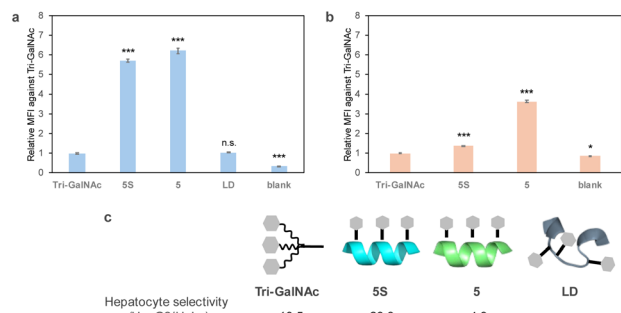 a
Relative MFI against Tri-GalNAc
8
7
6
5
4
3
2
1
0
***
***
n.s.
***
Tri-GalNAc 5S 5 LD blank
b
Relative MFI against Tri-GalNAc
8
7
6
5
4
3
2
1
0
***
***
*
Tri-GalNAc 5S 5 blank
c
Tri-GalNAc 5S 5 LD
Hepatocyte selectivity